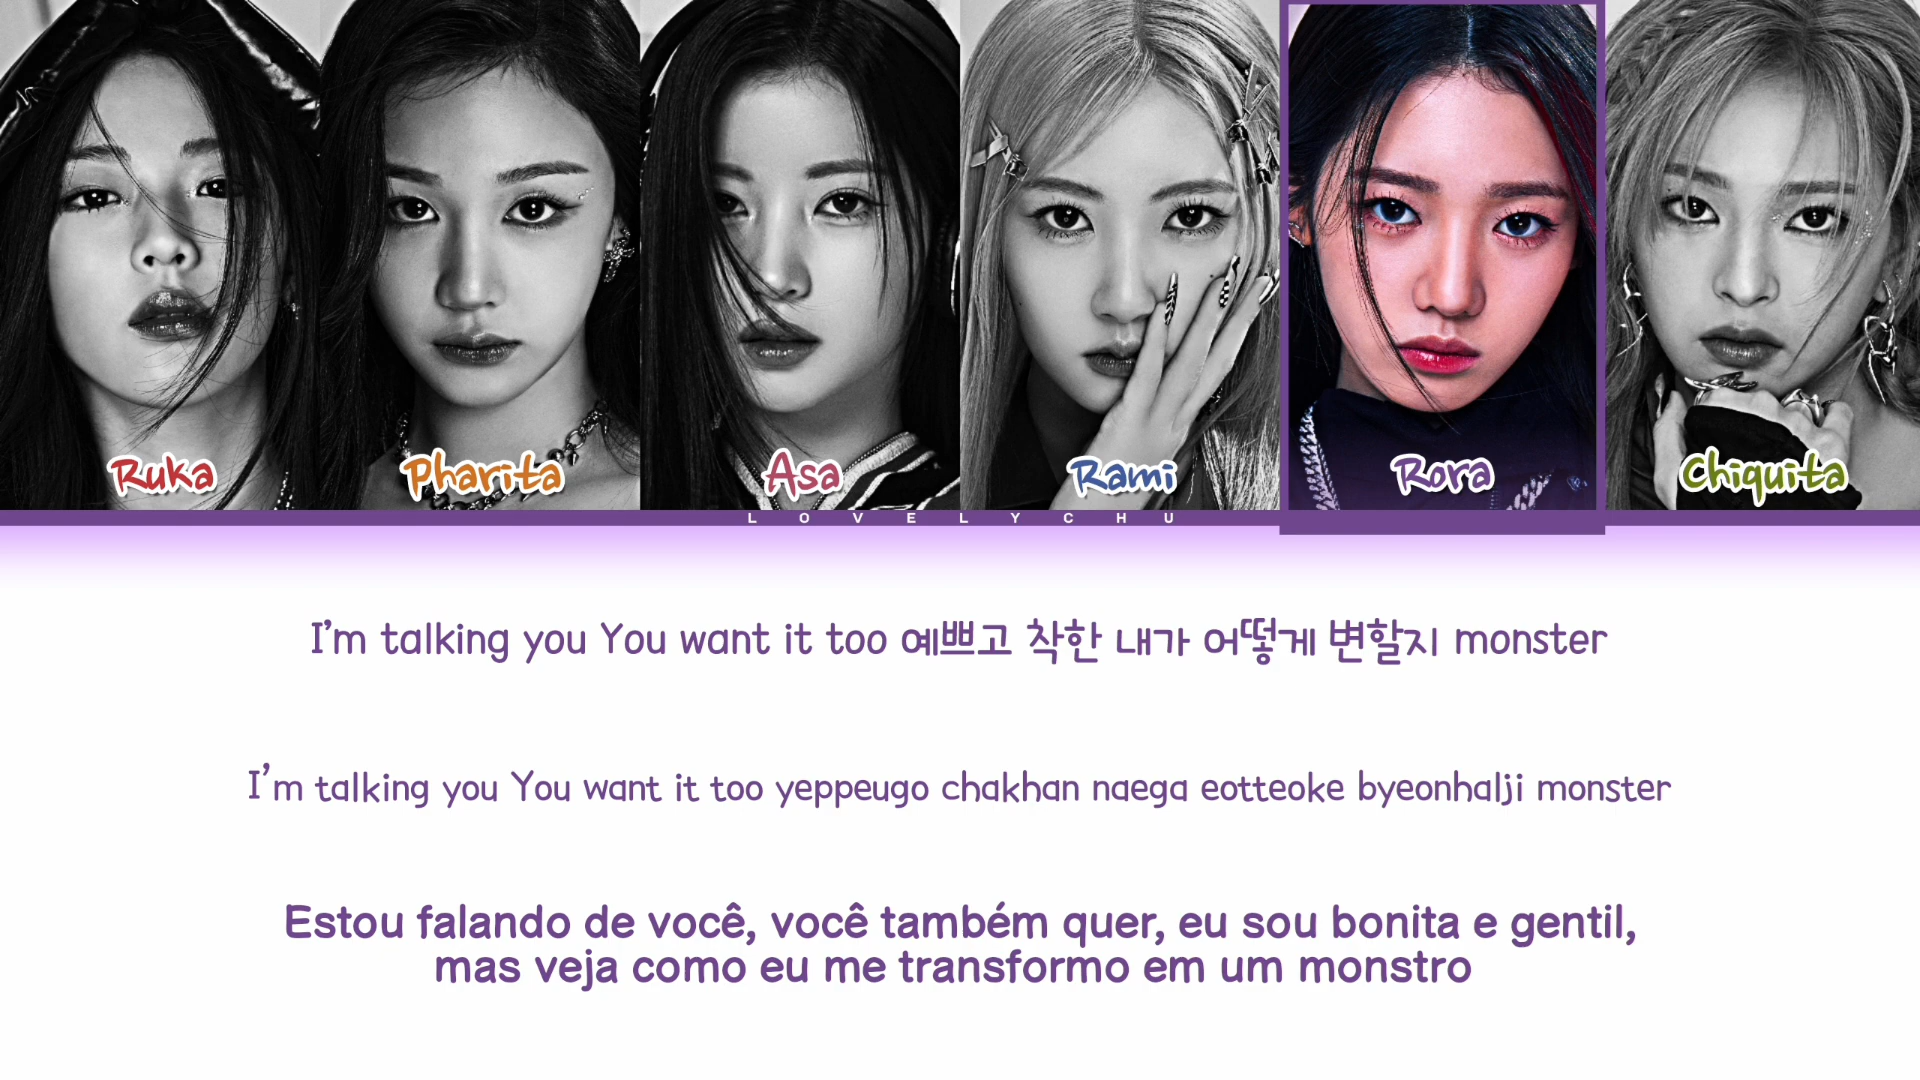 Ruka
Pharita
Asa
Rami
Rora
Chiquita
LOVELYCHU
I'm talking you You want it too 예쁘고 착한 내가 어떻게 변할지 monster
I'm talking you You want it too yeppeugo chakhan naega eotteoke byeonhalji monster
Estou falando de você, você também quer, eu sou bonita e gentil,
mas veja como eu me transformo em um monstro